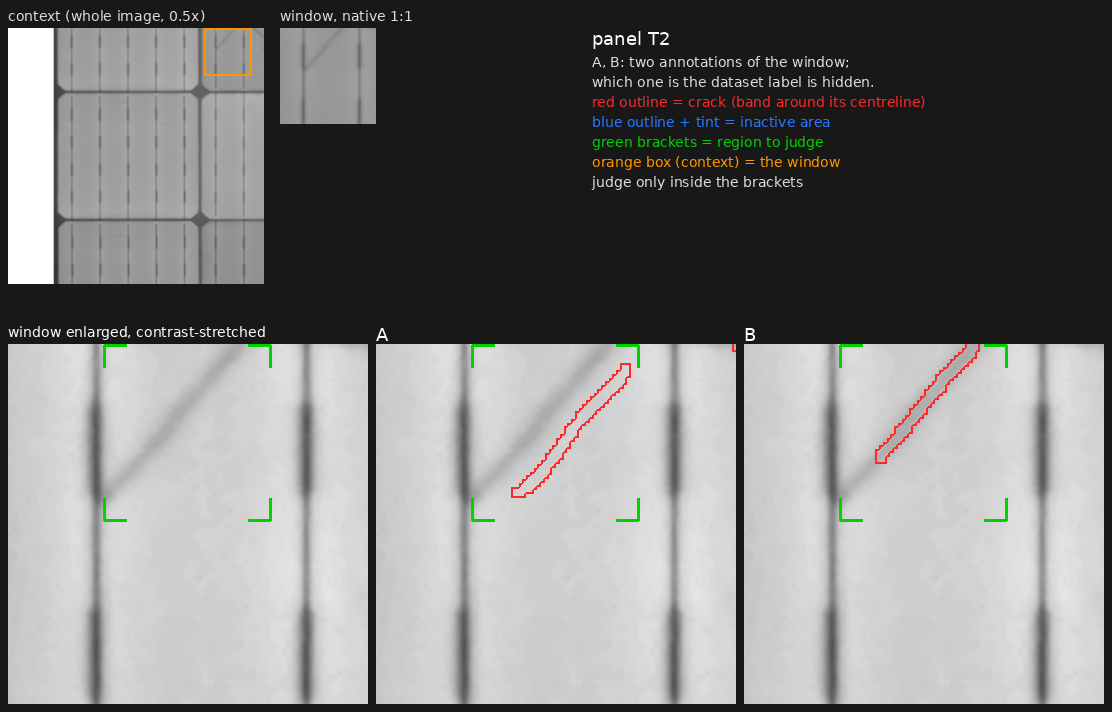 context (whole image, 0.5x)
window, native 1:1
panel T2
A, B: two annotations of the window;
which one is the dataset label is hidden.
red outline = crack (band around its centreline)
blue outline + tint = inactive area
green brackets = region to judge
orange box (context) = the window
judge only inside the brackets
window enlarged, contrast-stretched
A
B